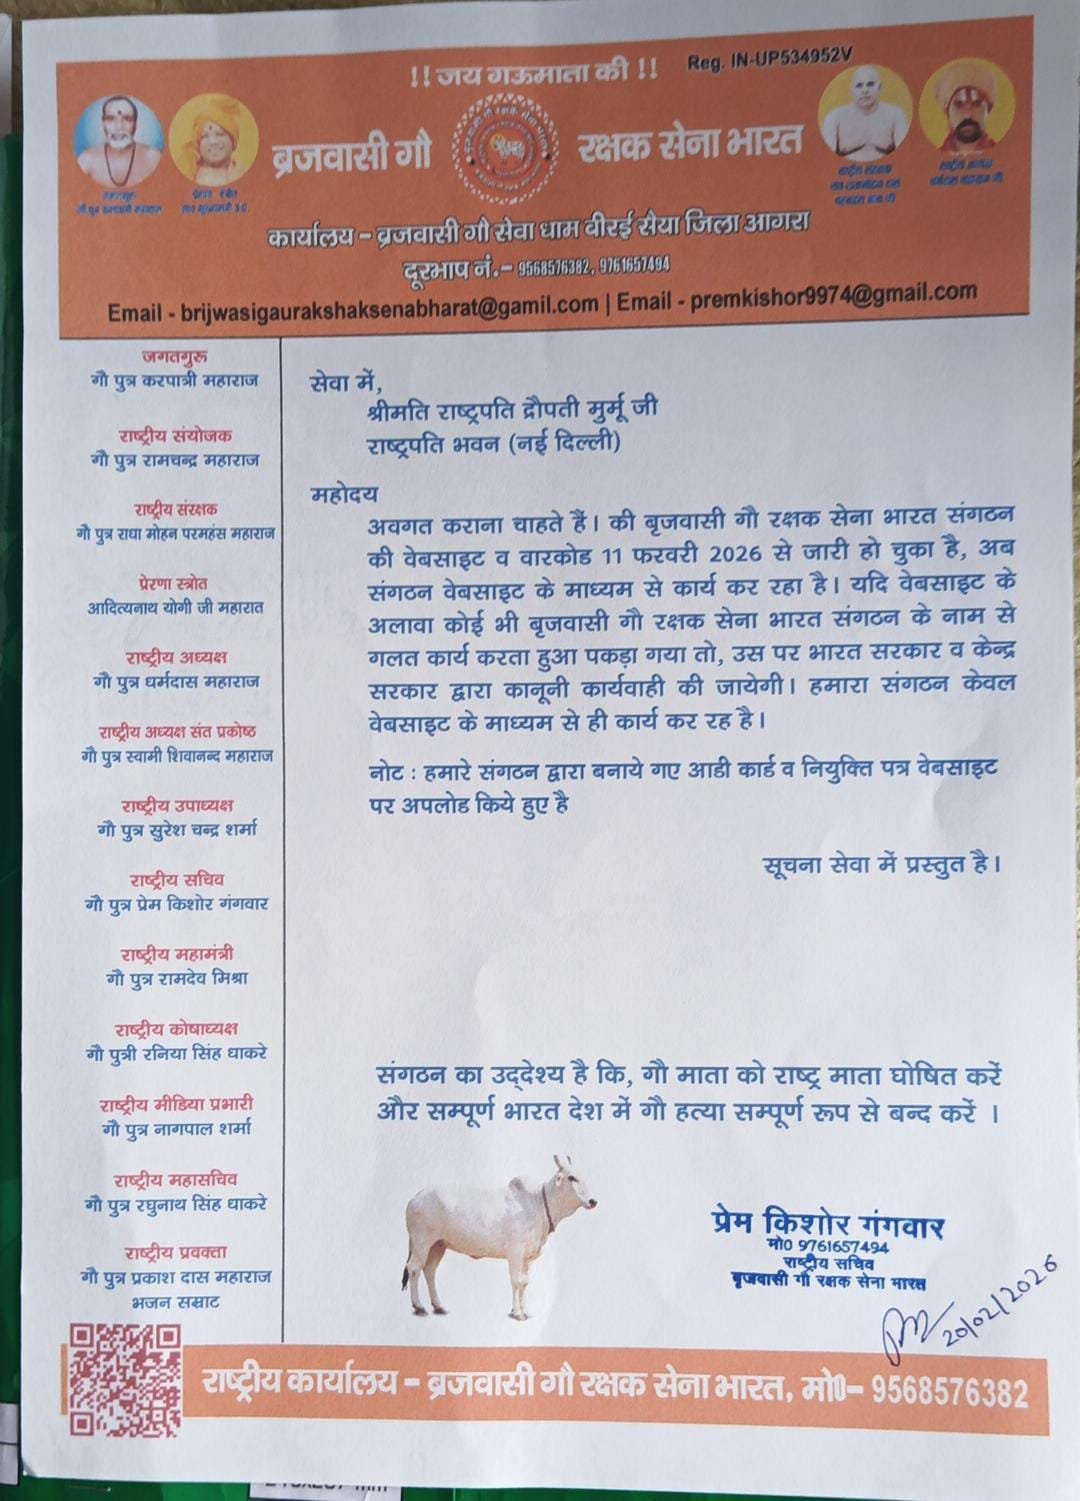 !! जय गऊमाता की !!
Reg. IN-UP534952V
ब्रजवासी गौ रक्षक सेना भारत
कार्यालय - ब्रजवासी गौ सेवा धाम वीरई सैया जिला आगरा
दूरभाष नं.- 9568576382, 9761657494
Email - brijwasigaurakshaksenabharat@gamil.com | Email - premkishor9974@gmail.com
जगतगुरू
गौ पुत्र करपात्री महाराज
राष्ट्रीय संयोजक
गौ पुत्र रामचन्द्र महाराज
राष्ट्रीय संरक्षक
गौ पुत्र राधा मोहन परमहंस महाराज
प्रेरणा स्त्रोत
आदित्यनाथ योगी जी महारात
राष्ट्रीय अध्यक्ष
गौ पुत्र धर्मदास महाराज
राष्ट्रीय अध्यक्ष संत प्रकोष्ठ
गौ पुत्र स्वामी शिवानन्द महाराज
राष्ट्रीय उपाध्यक्ष
गौ पुत्र सुरेश चन्द्र शर्मा
राष्ट्रीय सचिव
गौ पुत्र प्रेम किशोर गंगवार
राष्ट्रीय महामंत्री
गौ पुत्र रामदेव मिश्रा
राष्ट्रीय कोषाध्यक्ष
गौ पुत्री रनिया सिंह धाकरे
राष्ट्रीय मीडिया प्रभारी
गौ पुत्र नागपाल शर्मा
राष्ट्रीय महासचिव
गौ पुत्र रघुनाथ सिंह धाकरे
राष्ट्रीय प्रवक्ता
गौ पुत्र प्रकाश दास महाराज
भजन सम्राट
सेवा में,
श्रीमति राष्ट्रपति द्रौपती मुर्मू जी
राष्ट्रपति भवन (नई दिल्ली)
महोदय
अवगत कराना चाहते हैं। की बृजवासी गौ रक्षक सेना भारत संगठन
की वेबसाइट व वारकोड 11 फरवरी 2026 से जारी हो चुका है, अब
संगठन वेबसाइट के माध्यम से कार्य कर रहा है। यदि वेबसाइट के
अलावा कोई भी बृजवासी गौ रक्षक सेना भारत संगठन के नाम से
गलत कार्य करता हुआ पकड़ा गया तो, उस पर भारत सरकार व केन्द्र
सरकार द्वारा कानूनी कार्यवाही की जायेगी। हमारा संगठन केवल
वेबसाइट के माध्यम से ही कार्य कर रह है।
नोट : हमारे संगठन द्वारा बनाये गए आडी कार्ड व नियुक्ति पत्र वेबसाइट
पर अपलोड किये हुए है
सूचना सेवा में प्रस्तुत है।
संगठन का उद्देश्य है कि, गौ माता को राष्ट्र माता घोषित करें
और सम्पूर्ण भारत देश में गौ हत्या सम्पूर्ण रूप से बन्द करें ।
प्रेम किशोर गंगवार
मो0 9761657494
राष्ट्रीय सचिव
बृजवासी गौ रक्षक सेना भारत
20/02/2026
राष्ट्रीय कार्यालय - ब्रजवासी गौ रक्षक सेना भारत, मो0- 9568576382